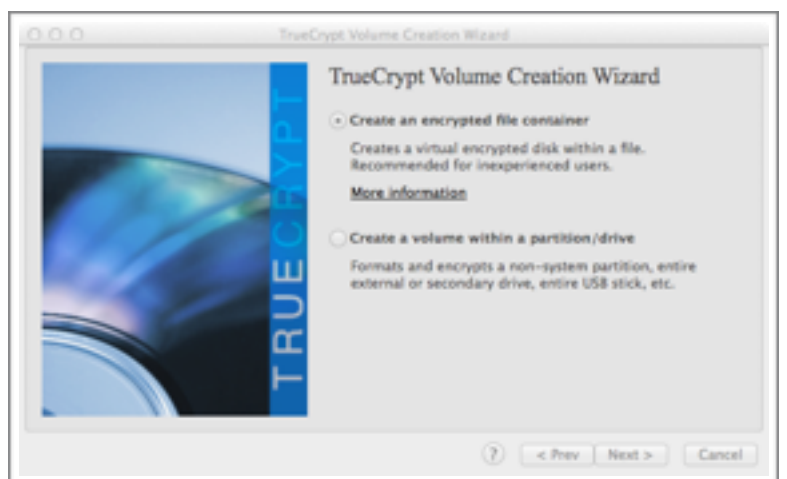 TrueCrypt Volume Creation Wizard
TRUECRYPT
TrueCrypt Volume Creation Wizard
Create an encrypted file container
Creates a virtual encrypted disk within a file.
Recommended for inexperienced users.
More information
Create a volume within a partition/drive
Formats and encrypts a non-system partition, entire
external or secondary drive, entire USB stick, etc.
? < Prev Next > Cancel